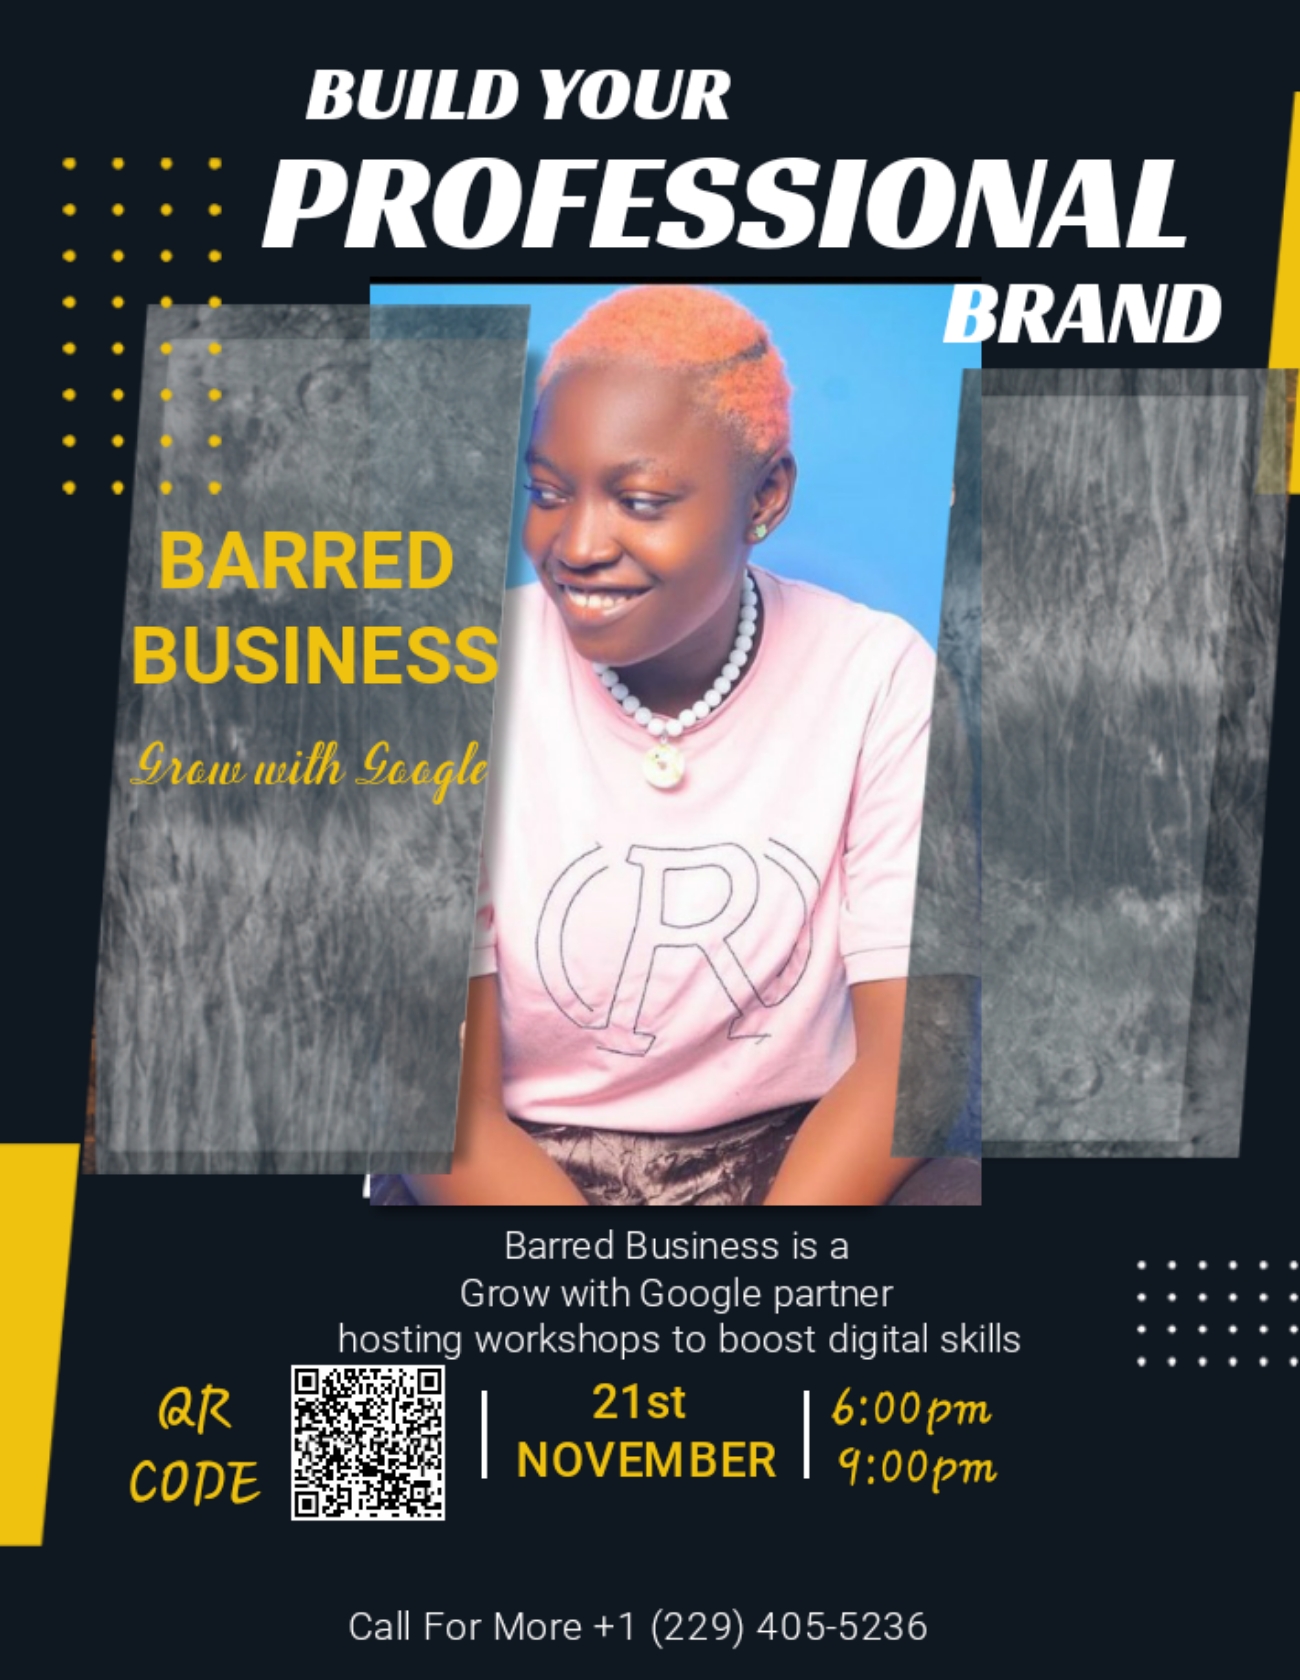 BUILD YOUR
PROFESSIONAL
BRAND
BARRED
BUSINESS
Grow with Google
R
Barred Business is a
Grow with Google partner
hosting workshops to boost digital skills
QR
CODE
21st
NOVEMBER
6:00pm
9:00pm
Call For More +1 (229) 405-5236